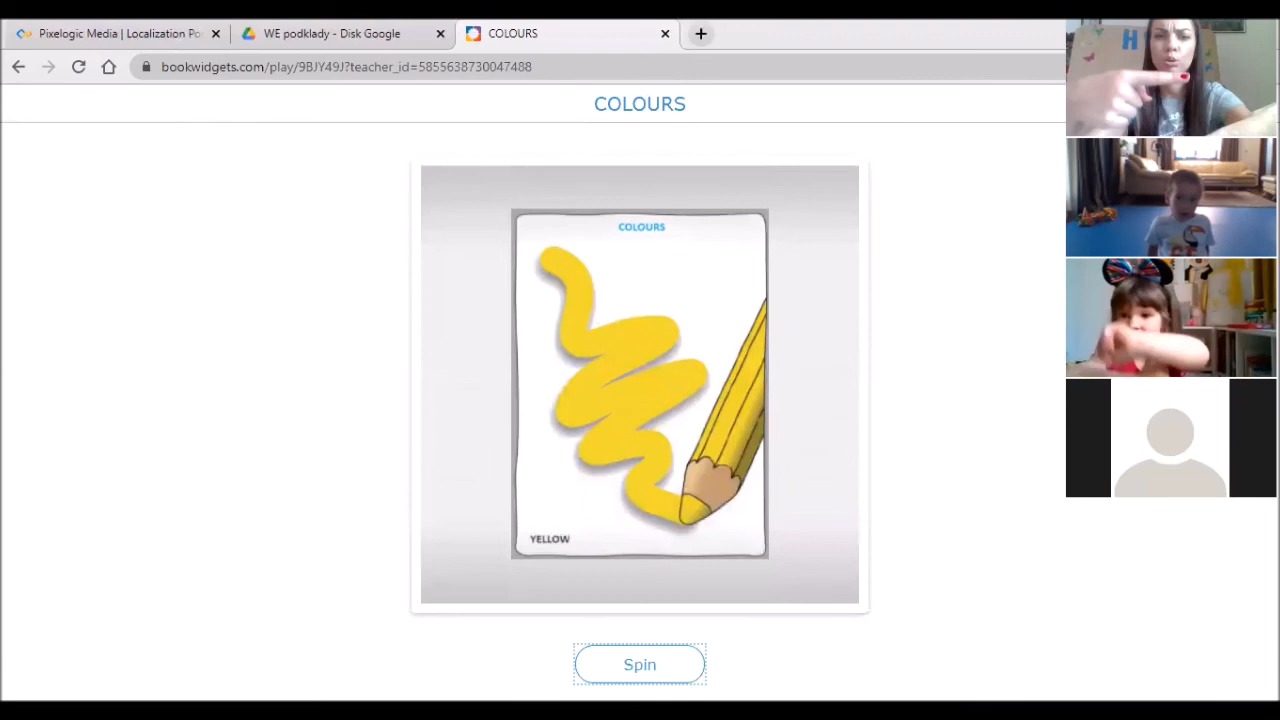 Pixelogic Media | Localization Po
WE podklady - Disk Google
COLOURS
bookwidgets.com/play/9BJY49J?teacher_id=5855638730047488
COLOURS
COLOURS
YELLOW
Spin
H